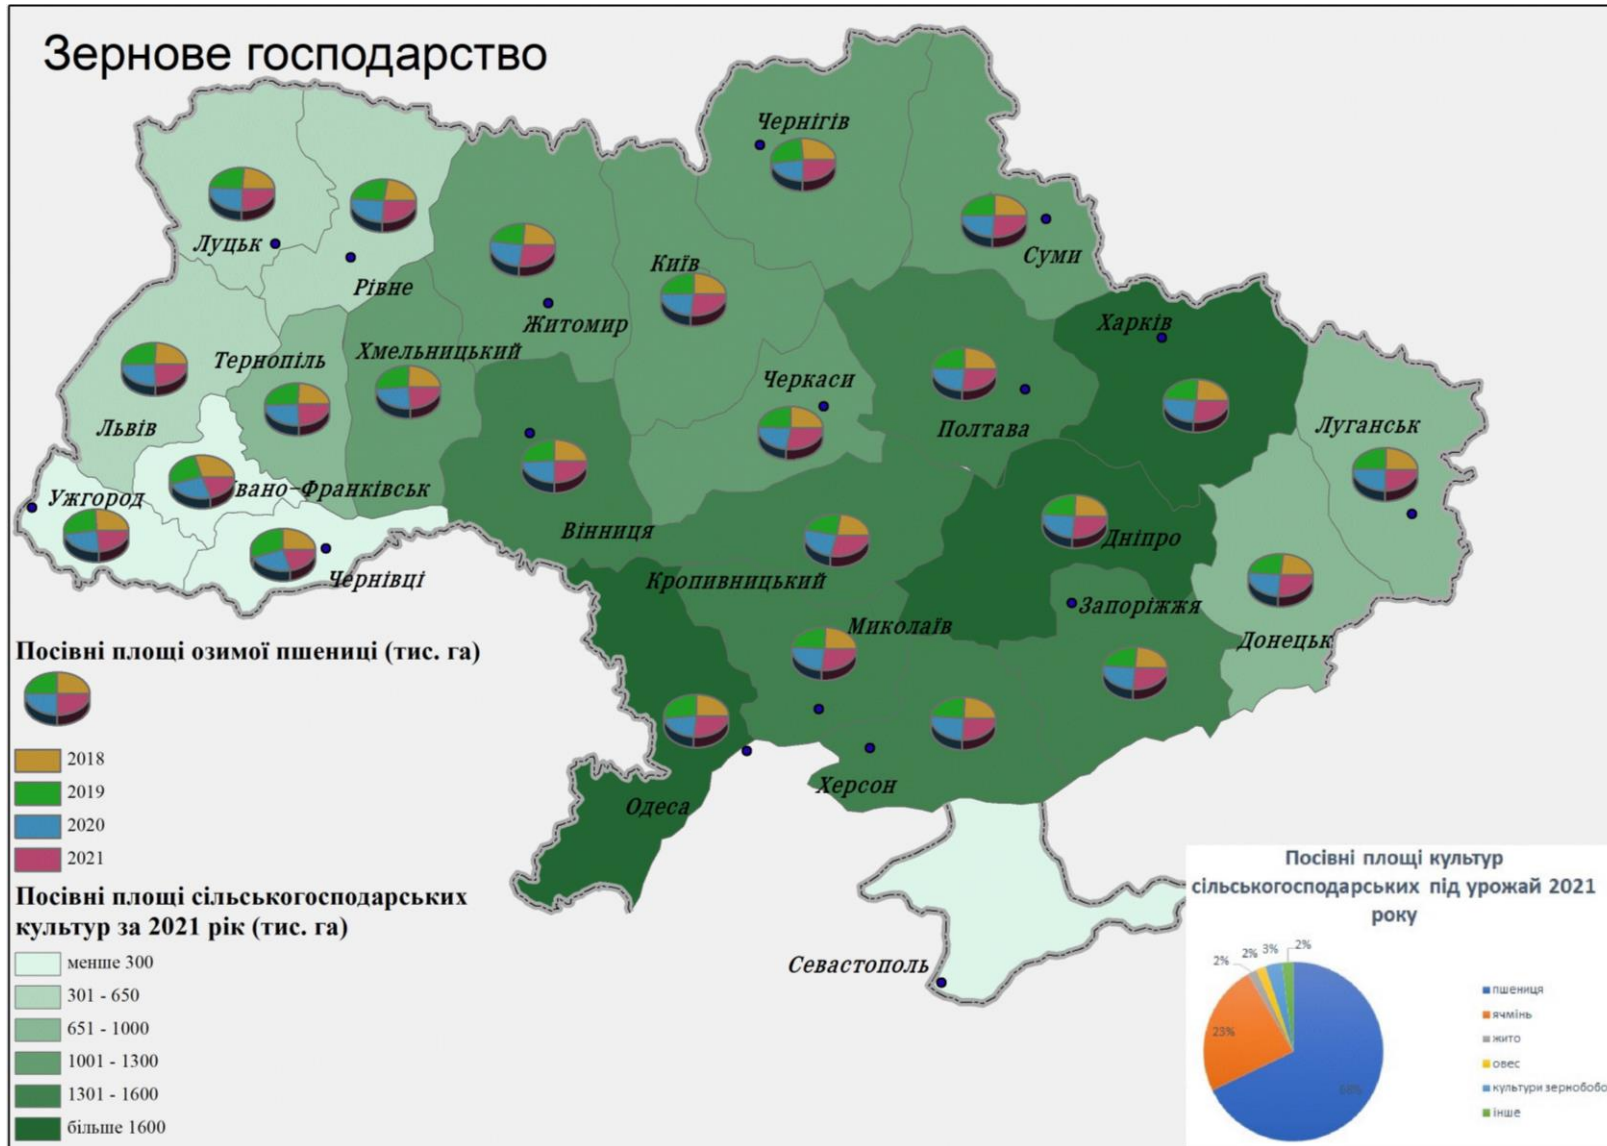 Зернове господарство
Чернігів
Луцьк
Рівне
Київ
Суми
Житомир
Харків
Тернопіль
Хмельницький
Черкаси
Полтава
Луганськ
Львів
Ужгород
Івано-Франківськ
Вінниця
Дніпро
Чернівці
Кропивницький
Запоріжжя
Миколаїв
Донецьк
Херсон
Одеса
Севастополь
Посівні площі озимої пшениці (тис. га)
2018
2019
2020
2021
Посівні площі сільськогосподарських
культур за 2021 рік (тис. га)
менше 300
301 - 650
651 - 1000
1001 - 1300
1301 - 1600
більше 1600
Посівні площі культур
сільськогосподарських під урожай 2021
року
2%
2%
3%
2%
23%
68%
пшениця
ячмінь
жито
овес
культури зернобобо
інше